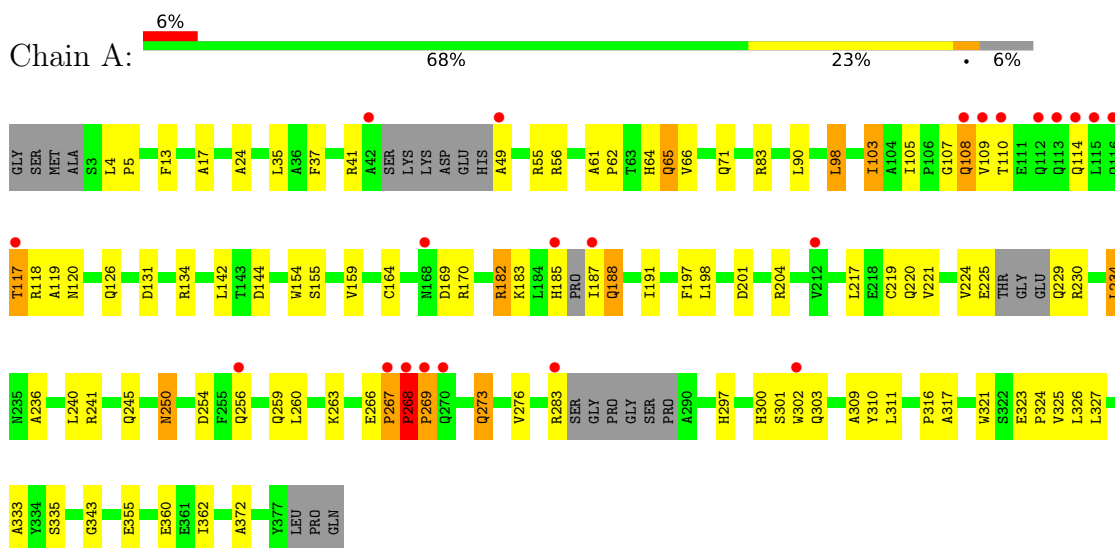 6%
Chain A:
68% 23% • 6%
GLY SER MET ALA S3 L4 P5 F13 A17 A24 L35 A36 F37 R41 A42 SER LYS LYS ASP GLU HIS A49 R55 R56 A61 P62 T63 H64 Q65 V66 Q71 R83 L90 L98 I103 A104 I105 P106 G107 Q108 V109 T110 E111 Q112 Q113 Q114 L115 Q116
T117 R118 A119 N120 Q126 D131 R134 L142 T143 D144 W154 S155 V159 C164 N168 D169 R170 R182 K183 L184 H185 PRO I187 Q188 I191 F197 L198 D201 R204 V212 L217 E218 C219 Q220 V221 V224 E225 THR GLY GLU Q229 R230 L234
N235 A236 L240 R241 Q245 N250 D254 F255 Q256 Q259 L260 K263 E266 P267 P268 P269 Q270 Q273 V276 R283 SER GLY PRO GLY SER PRO A290 H297 H300 S301 W302 Q303 A309 Y310 L311 P316 A317 W321 S322 E323 P324 V325 L326 L327
A333 Y334 S335 G343 E355 E360 E361 I362 A372 Y377 LEU PRO GLN